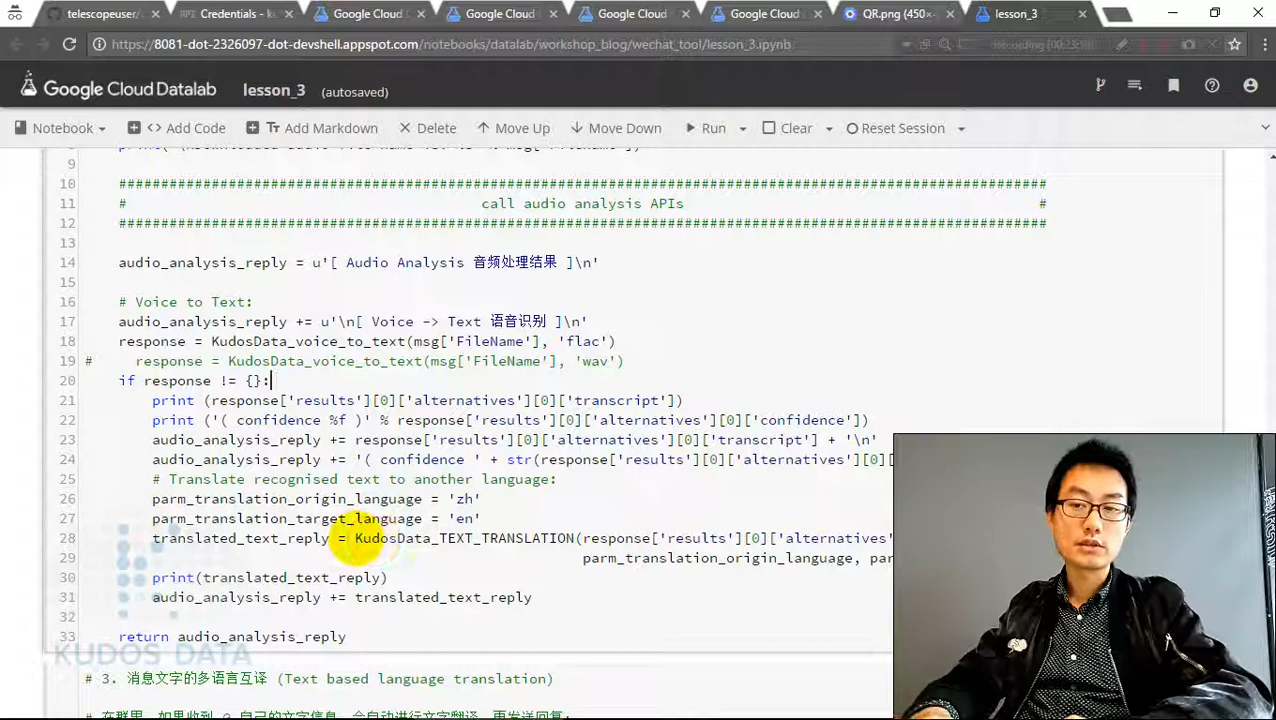 telescopeuser/
API Credentials - k
Google Cloud
Google Cloud
Google Cloud
Google Cloud
QR.png (450×
lesson_3
https://8081-dot-2326097-dot-devshell.appspot.com/notebooks/datalab/workshop_blog/wechat_tool/lesson_3.ipynb
Recording
Google Cloud Datalab lesson_3 (autosaved)
Notebook <> Add Code Tᴛ Add Markdown Delete Move Up Move Down Run Clear Reset Session
9
10 #############################################################################################################
11 # call audio analysis APIs #
12 #############################################################################################################
13
14 audio_analysis_reply = u'[ Audio Analysis 音频处理结果 ]\n'
15
16 # Voice to Text:
17 audio_analysis_reply += u'\n[ Voice -> Text 语音识别 ]\n'
18 response = KudosData_voice_to_text(msg['FileName'], 'flac')
19 # response = KudosData_voice_to_text(msg['FileName'], 'wav')
20 if response != {}:
21 print (response['results'][0]['alternatives'][0]['transcript'])
22 print ('( confidence %f )' % response['results'][0]['alternatives'][0]['confidence'])
23 audio_analysis_reply += response['results'][0]['alternatives'][0]['transcript'] + '\n'
24 audio_analysis_reply += '( confidence ' + str(response['results'][0]['alternatives'][0]
25 # Translate recognised text to another language:
26 parm_translation_origin_language = 'zh'
27 parm_translation_target_language = 'en'
28 translated_text_reply = KudosData_TEXT_TRANSLATION(response['results'][0]['alternatives'
29 parm_translation_origin_language,
30 print(translated_text_reply)
31 audio_analysis_reply += translated_text_reply
32
33 return audio_analysis_reply
KUDOS DATA
# 3. 消息文字的多语言互译 (Text based language translation)